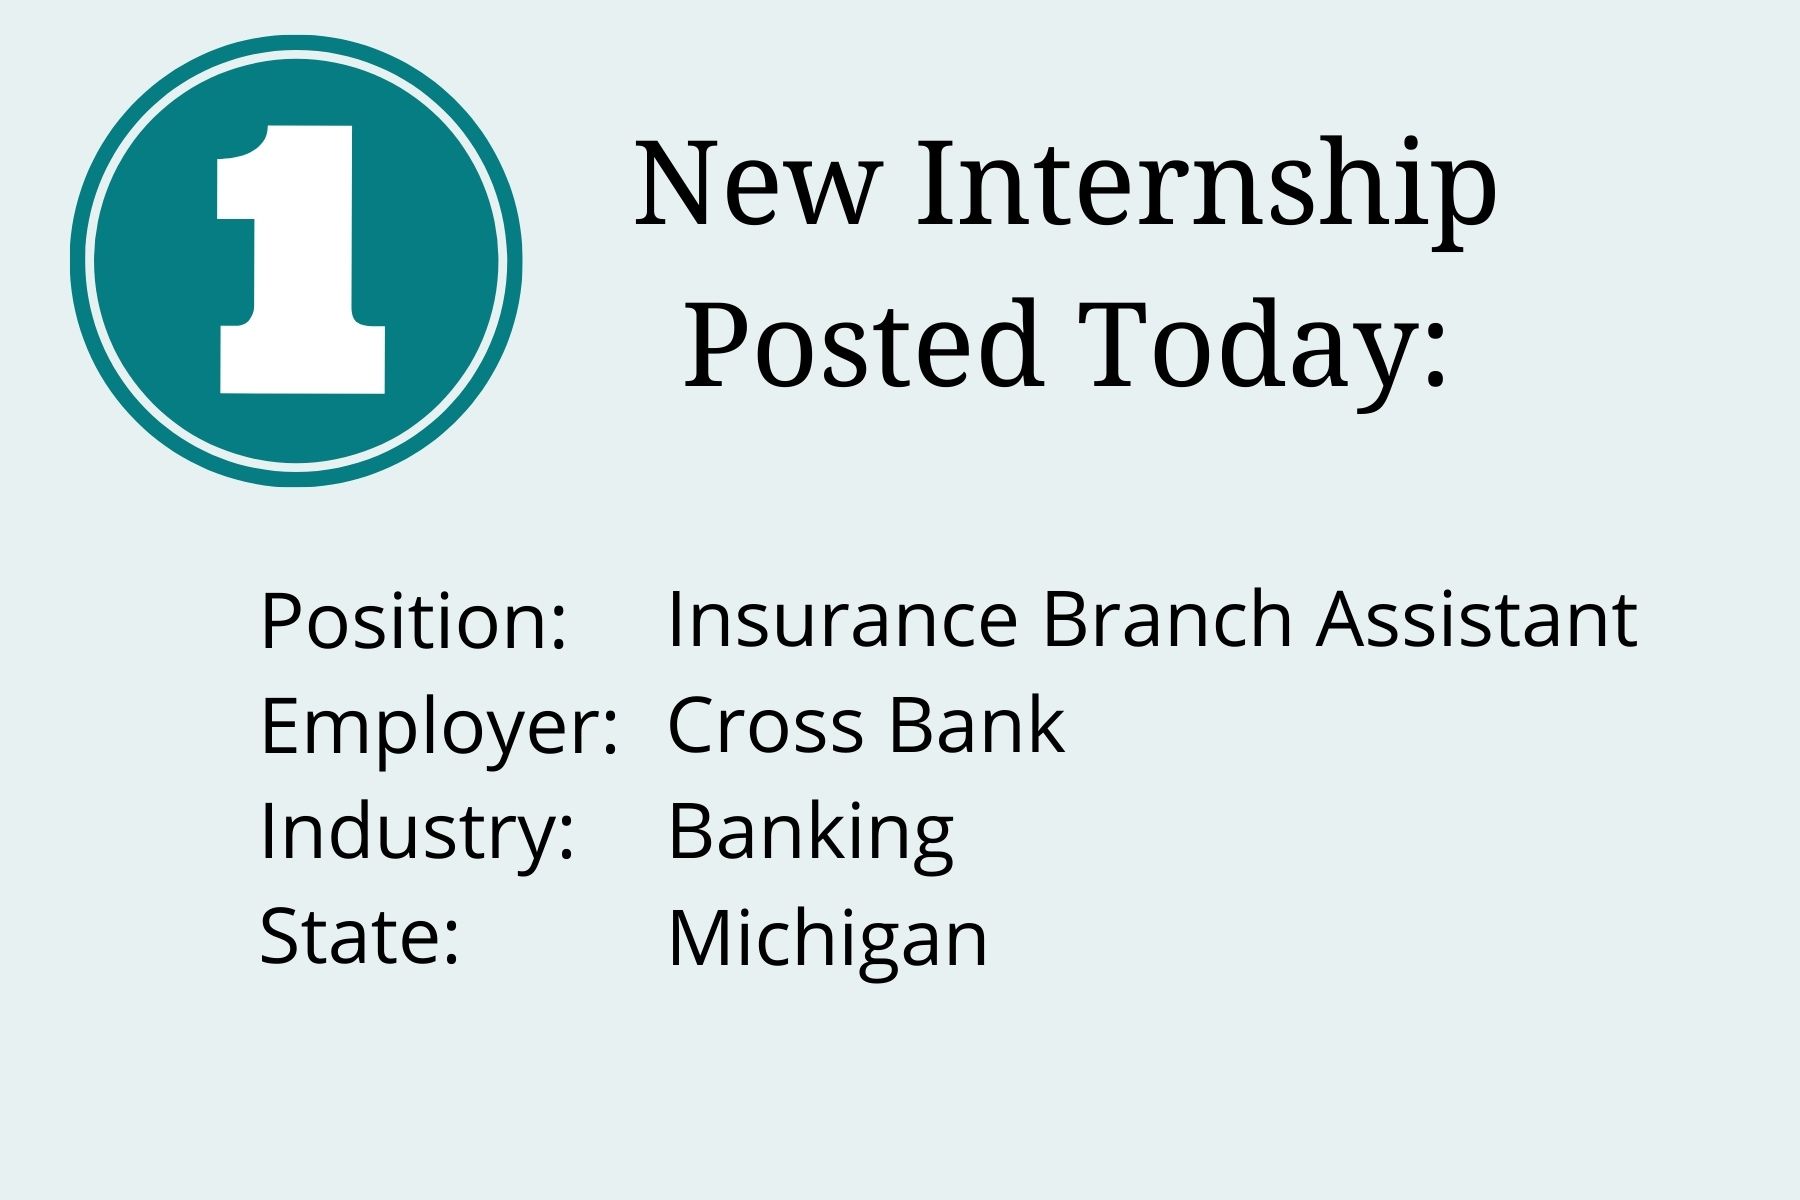 1
New Internship
Posted Today:
Position: Insurance Branch Assistant
Employer: Cross Bank
Industry: Banking
State: Michigan